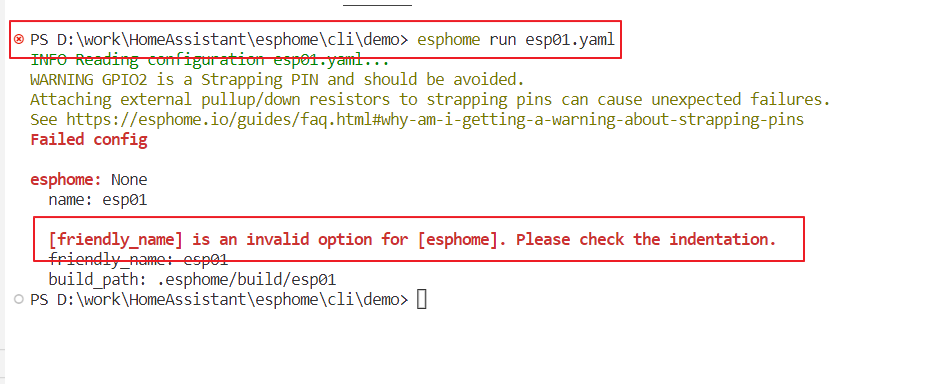 PS D:\work\HomeAssistant\esphome\cli\demo> esphome run esp01.yaml
INFO Reading configuration esp01.yaml...
WARNING GPIO2 is a Strapping PIN and should be avoided.
Attaching external pullup/down resistors to strapping pins can cause unexpected failures.
See https://esphome.io/guides/faq.html#why-am-i-getting-a-warning-about-strapping-pins
Failed config
esphome: None
name: esp01
[friendly_name] is an invalid option for [esphome]. Please check the indentation.
friendly_name: esp01
build_path: .esphome/build/esp01
PS D:\work\HomeAssistant\esphome\cli\demo>